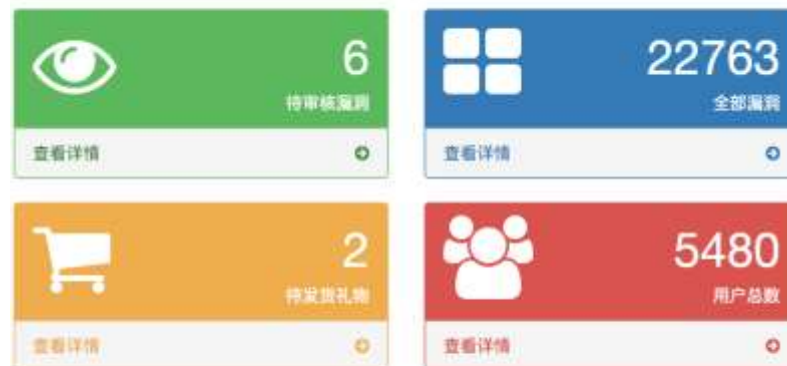 6
待审核漏洞
查看详情
22763
全部漏洞
查看详情
2
待发货礼物
查看详情
5480
用户总数
查看详情